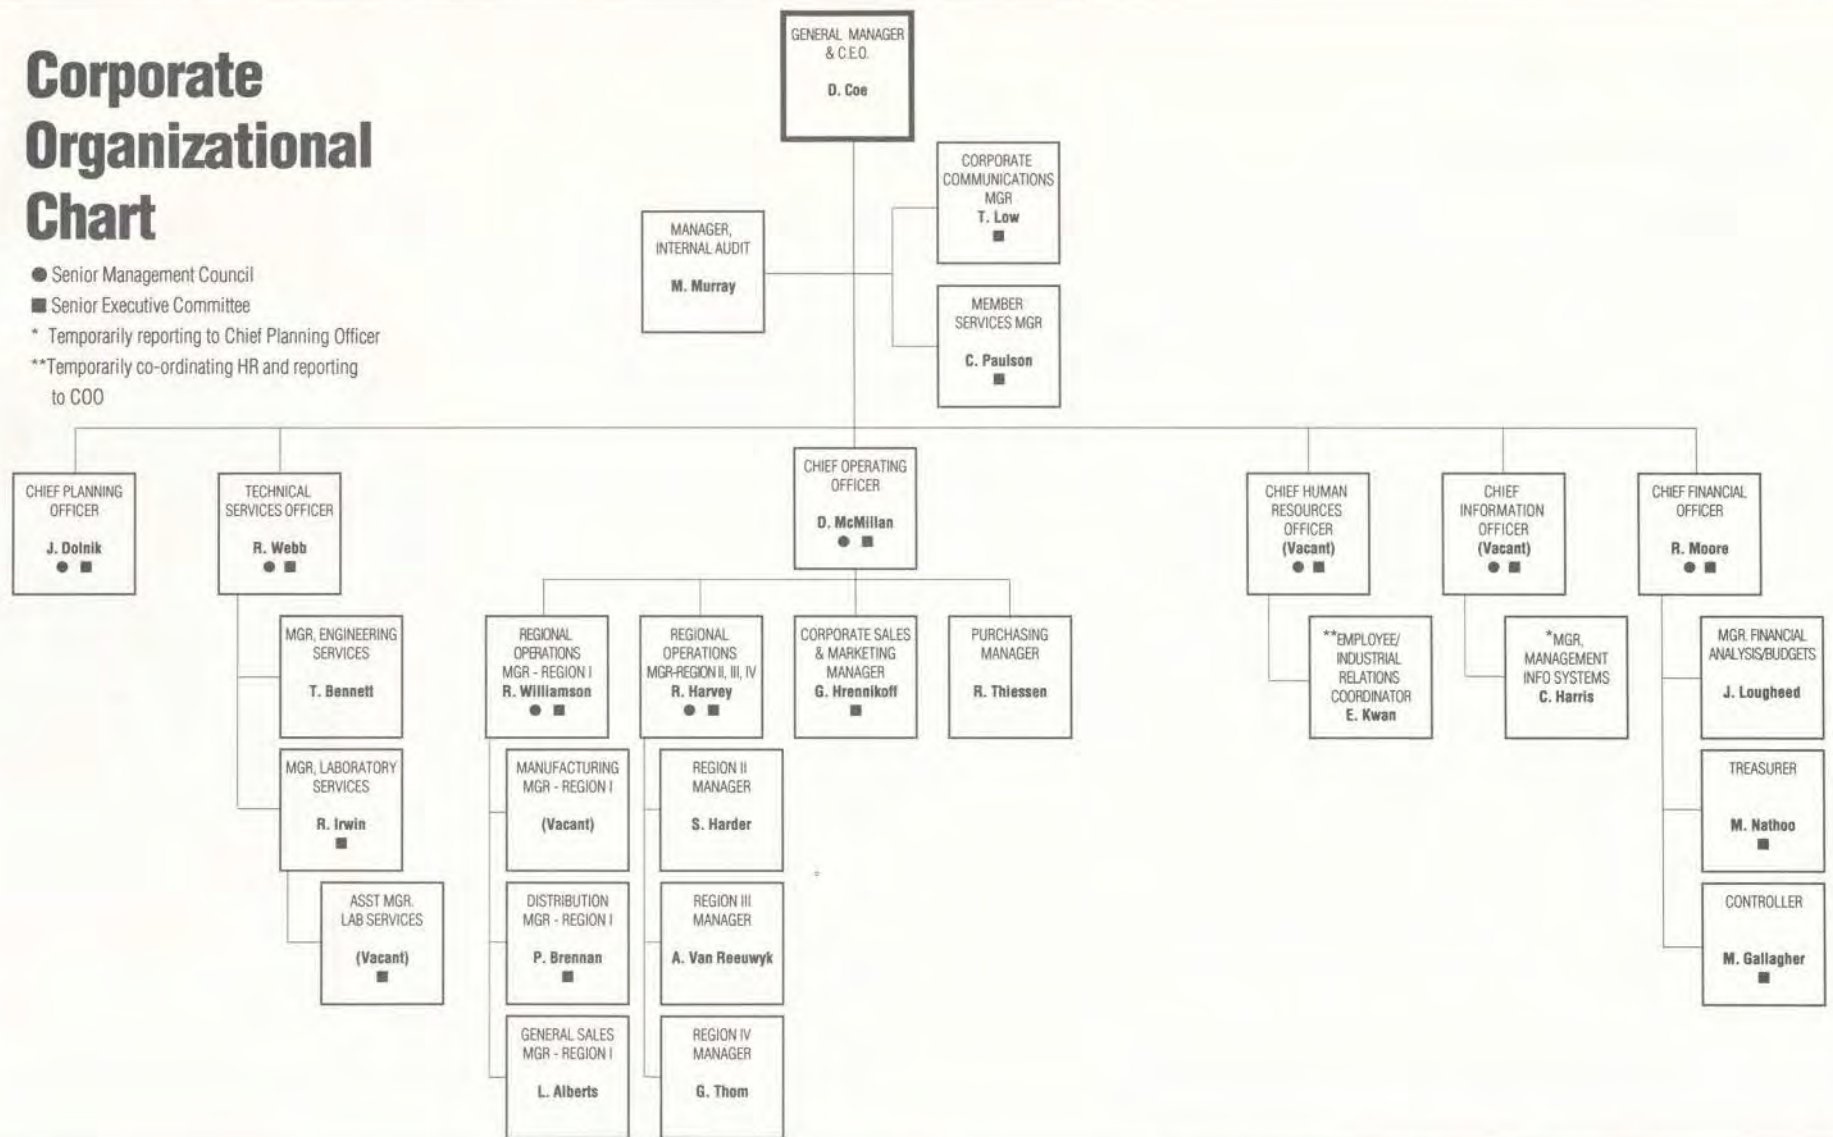 Corporate
Organizational
Chart
● Senior Management Council
■ Senior Executive Committee
* Temporarily reporting to Chief Planning Officer
**Temporarily co-ordinating HR and reporting
to COO
GENERAL MANAGER
& C.E.O.
D. Coe
MANAGER,
INTERNAL AUDIT
M. Murray
CORPORATE
COMMUNICATIONS
MGR
T. Low
■
MEMBER
SERVICES MGR
C. Paulson
■
CHIEF PLANNING
OFFICER
J. Dolnik
● ■
TECHNICAL
SERVICES OFFICER
R. Webb
● ■
CHIEF OPERATING
OFFICER
D. McMillan
● ■
CHIEF HUMAN
RESOURCES
OFFICER
(Vacant)
● ■
CHIEF
INFORMATION
OFFICER
(Vacant)
● ■
CHIEF FINANCIAL
OFFICER
R. Moore
● ■
MGR, ENGINEERING
SERVICES
T. Bennett
MGR, LABORATORY
SERVICES
R. Irwin
■
ASST MGR.
LAB SERVICES
(Vacant)
■
REGIONAL
OPERATIONS
MGR - REGION I
R. Williamson
● ■
MANUFACTURING
MGR - REGION I
(Vacant)
DISTRIBUTION
MGR - REGION I
P. Brennan
■
GENERAL SALES
MGR - REGION I
L. Alberts
REGIONAL
OPERATIONS
MGR-REGION II, III, IV
R. Harvey
● ■
REGION II
MANAGER
S. Harder
REGION III
MANAGER
A. Van Reeuwyk
REGION IV
MANAGER
G. Thom
CORPORATE SALES
& MARKETING
MANAGER
G. Hrennikoff
■
PURCHASING
MANAGER
R. Thiessen
**EMPLOYEE/
INDUSTRIAL
RELATIONS
COORDINATOR
E. Kwan
*MGR,
MANAGEMENT
INFO SYSTEMS
C. Harris
MGR. FINANCIAL
ANALYSIS/BUDGETS
J. Lougheed
TREASURER
M. Nathoo
■
CONTROLLER
M. Gallagher
■